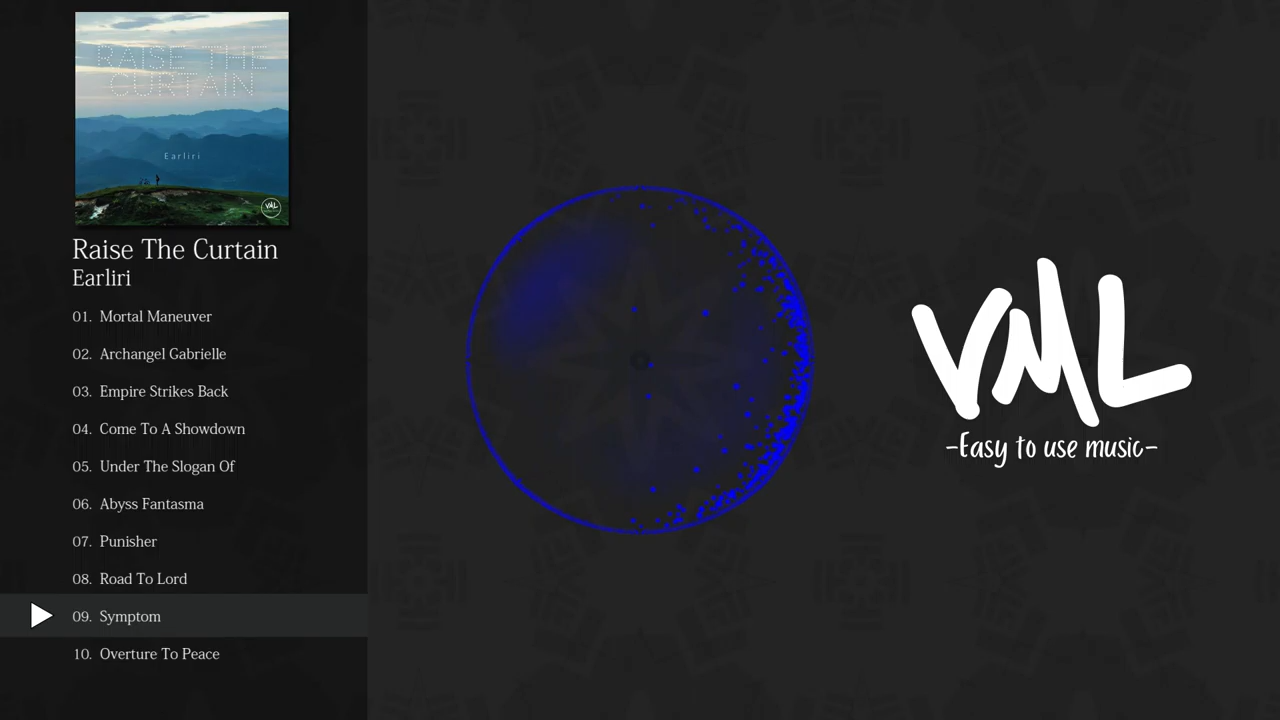 RAISE THE
CURTAIN
Earliri
VML
Raise The Curtain
Earliri
01. Mortal Maneuver
02. Archangel Gabrielle
03. Empire Strikes Back
04. Come To A Showdown
05. Under The Slogan Of
06. Abyss Fantasma
07. Punisher
08. Road To Lord
09. Symptom
10. Overture To Peace
VML
-Easy to use music-